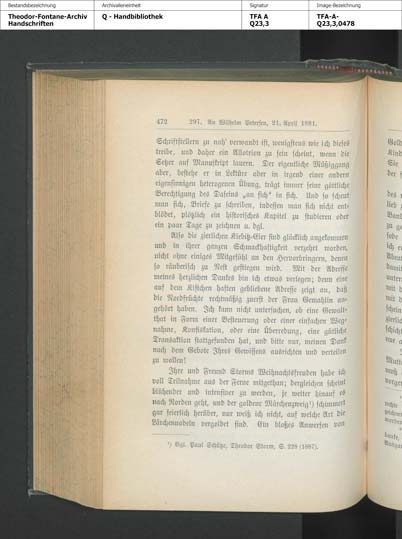 Bestandsbezeichnung
Theodor-Fontane-Archiv
Handschriften
Archivalieneinheit
Q - Handbibliothek
Signatur
TFA A
Q23,3
Image-Bezeichnung
TFA-A-
Q23,3,0478
472 297. An Wilhelm Petersen, 21. April 1881.
Schriftstellern zu nah' verwandt ist, wenigstens wie ich dieses
treibe, und daher ein Allotrion zu sein scheint, wenn die
Setzer auf Manuskript lauern. Der eigentliche Müßiggang
aber, bestehe er in Lektüre oder in irgend einer andern
eigensinnigen heterogenen Übung, trägt immer seine göttliche
Berechtigung des Daseins „an sich“ in sich. Und so scheut
man sich, Briefe zu schreiben, indessen man sich nicht ent-
blödet, plötzlich ein historisches Kapitel zu studieren oder
ein paar Tage zu zeichnen u. dgl.
Also die zierlichen Kiebitz-Eier sind glücklich angekommen
und in ihrer ganzen Schmackhaftigkeit verzehrt worden,
nicht ohne einiges Mitgefühl an den Hervorbringern, denen
so räuberisch zu Nest gestiegen wird. Mit der Adresse
meines herzlichen Dankes bin ich etwas verlegen; denn eine
auf dem Kistchen haften gebliebene Adresse zeigt an, daß
die Nordfrüchte rechtmäßig zuerst der Frau Gemahlin an-
gehört haben. Ich kann nicht untersuchen, ob eine Gewalt-
that in Form einer Besteuerung oder einer einfachen Weg-
nahme, Konfiskation, oder eine Überredung, eine gütliche
Transaktion stattgefunden hat, und bitte nur, meinen Dank
nach dem Gebote Ihres Gewissens ausrichten und verteilen
zu wollen!
Ihre und Freund Storms Weihnachtsfreuden habe ich
voll Teilnahme aus der Ferne mitgethan; dergleichen scheint
blühender und intensiver zu werden, je weiter hinauf es
nach Norden geht, und der goldene Märchenzweig¹) schimmert
gar feierlich herüber, nur weiß ich nicht, auf welche Art die
Lärchennadeln vergoldet sind. Ein bloßes Anwerfen von
¹) Vgl. Paul Schütze, Theodor Storm, S. 228 (1887).